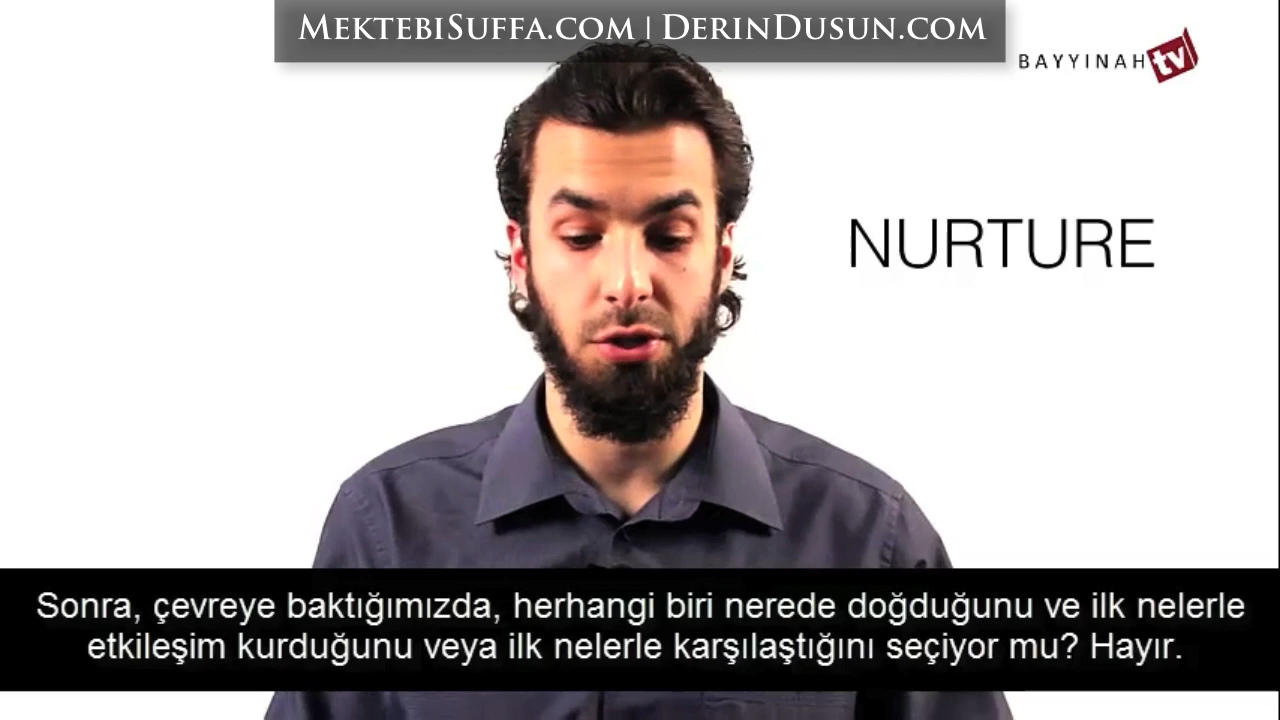 MEKTEBISUFFA.COM | DERINDUSUN.COM
BAYYINAH tv
NURTURE
Sonra, çevreye baktığımızda, herhangi biri nerede doğduğunu ve ilk nelerle
etkileşim kurduğunu veya ilk nelerle karşılaştığını seçiyor mu? Hayır.